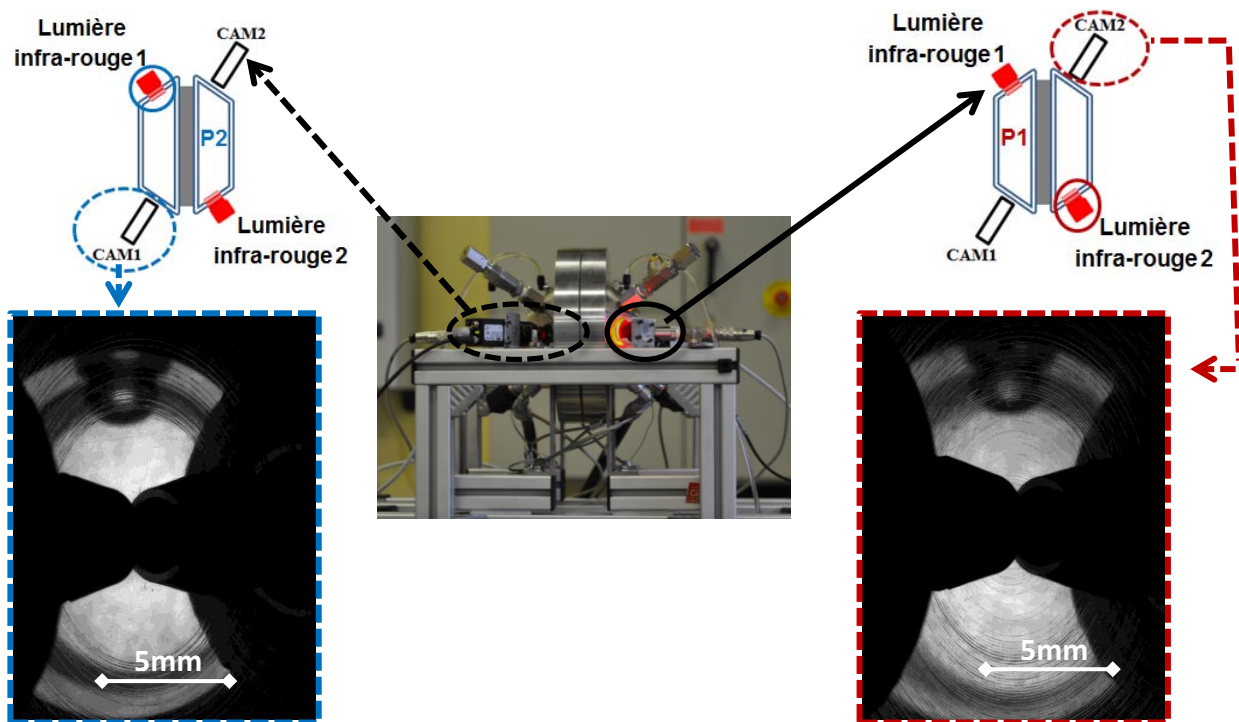 Lumière
infra-rouge 1
CAM2
P2
CAM1
Lumière
infra-rouge 2
5mm
Lumière
infra-rouge 1
CAM2
P1
CAM1
Lumière
infra-rouge 2
5mm